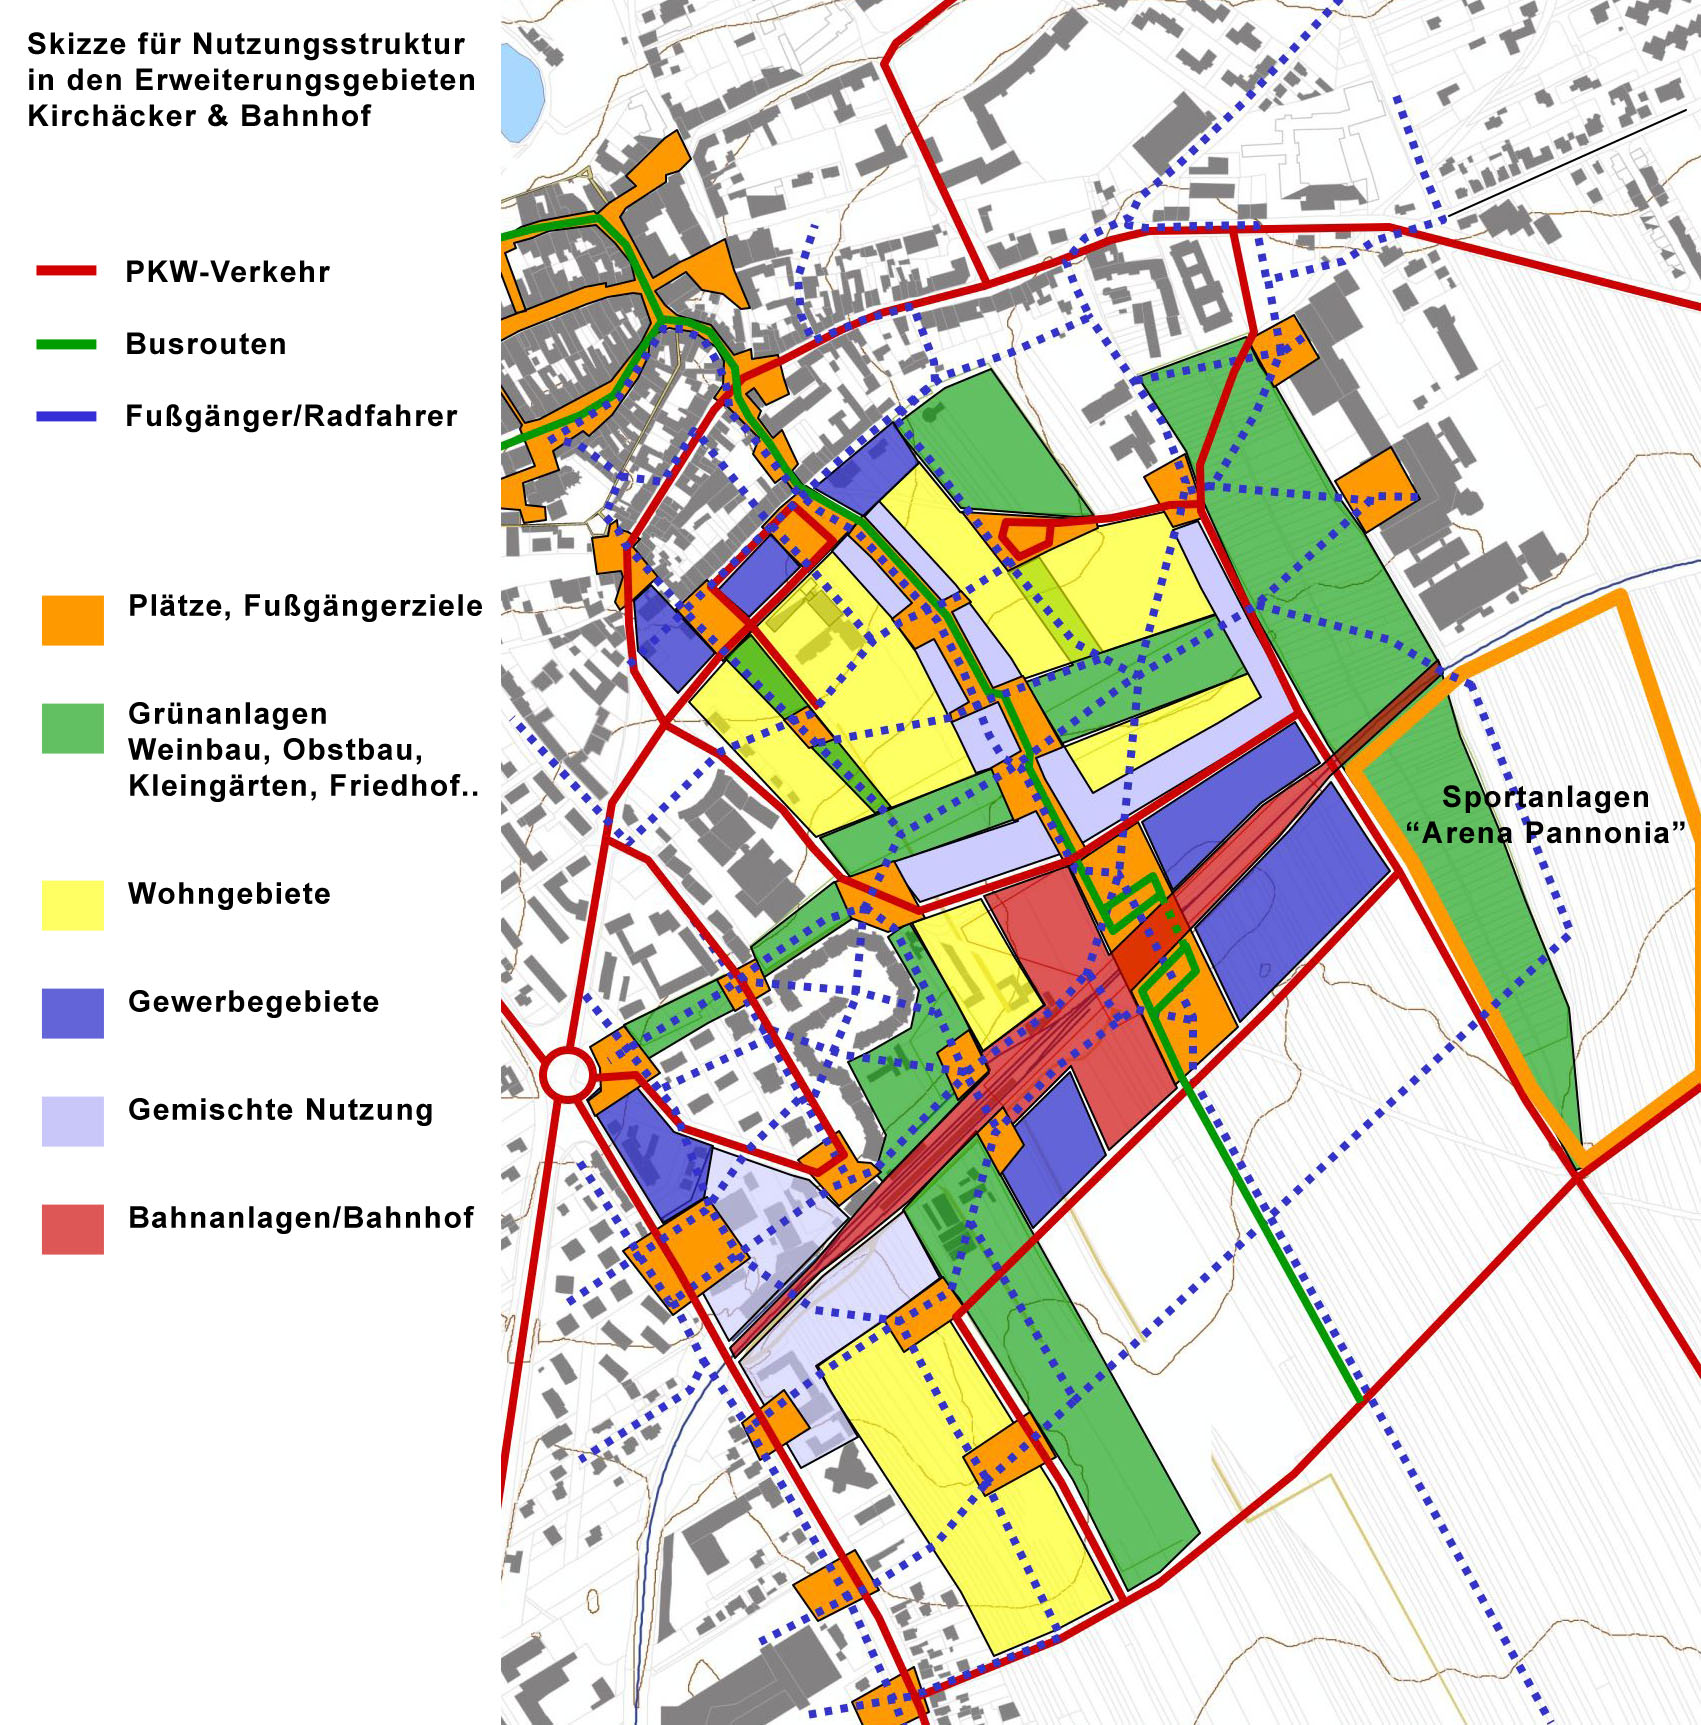 Skizze für Nutzungsstruktur
in den Erweiterungsgebieten
Kirchäcker & Bahnhof
PKW-Verkehr
Busrouten
Fußgänger/Radfahrer
Plätze, Fußgängerziele
Grünanlagen
Weinbau, Obstbau,
Kleingärten, Friedhof..
Wohngebiete
Gewerbegebiete
Gemischte Nutzung
Bahnanlagen/Bahnhof
Sportanlagen
“Arena Pannonia”